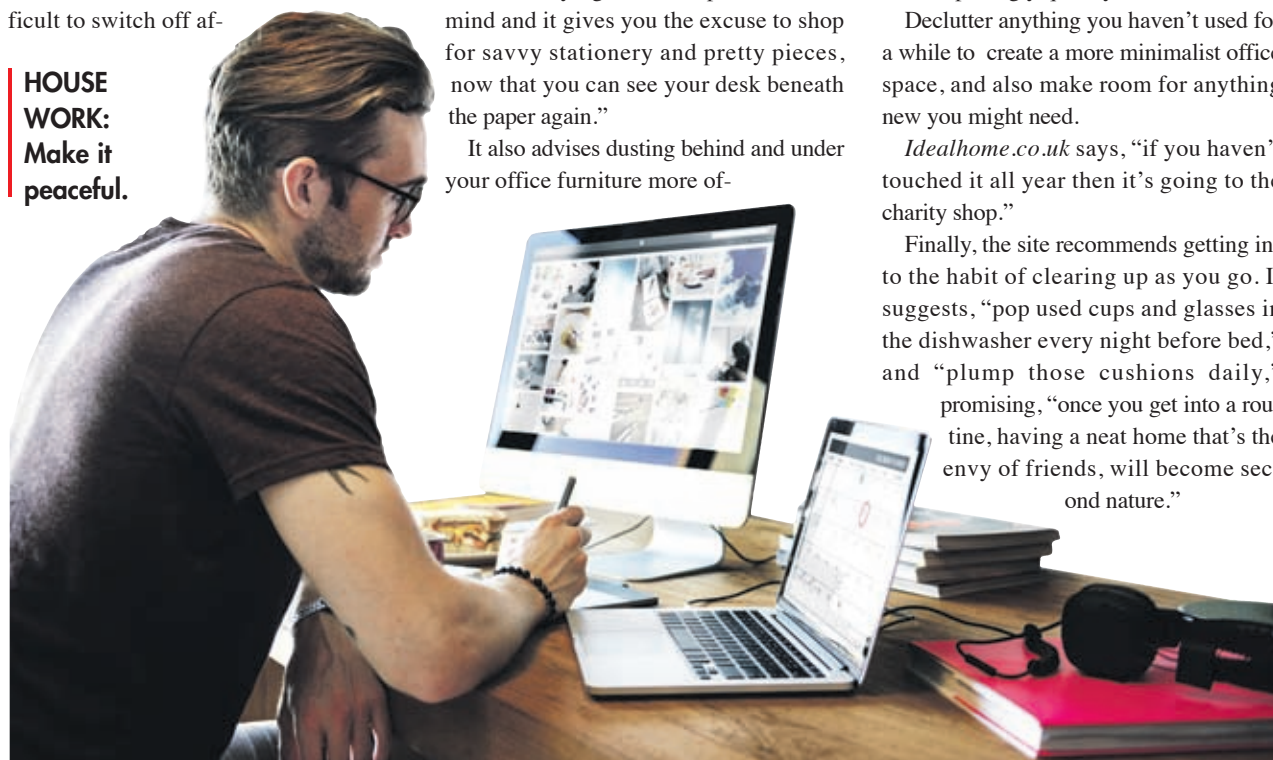 ficult to switch off af-
HOUSE
WORK:
Make it
peaceful.
mind and it gives you the excuse to shop
for savvy stationery and pretty pieces,
now that you can see your desk beneath
the paper again.”
It also advises dusting behind and under
your office furniture more of-
Declutter anything you haven’t used
a while to create a more minimalist
space, and also make room for anything
new you might need.
Idealhome.co.uk says, “if you
touched it all year then it’s going to
charity shop.”
Finally, the site recommends getting in-
to the habit of clearing up as you go.
suggests, “pop used cups and glasses
the dishwasher every night before bed,”
and “plump those cushions daily,”
promising, “once you get into a rou-
tine, having a neat home that’s
envy of friends, will become sec-
ond nature.”